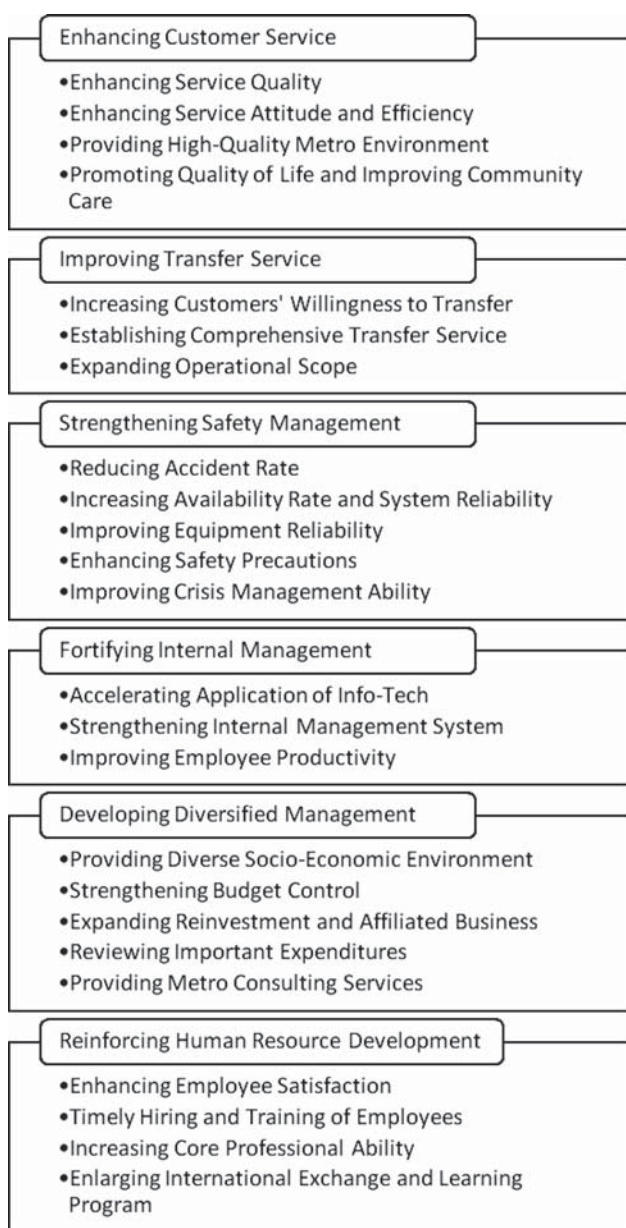 Enhancing Customer Service
•Enhancing Service Quality
•Enhancing Service Attitude and Efficiency
•Providing High-Quality Metro Environment
•Promoting Quality of Life and Improving Community
Care
Improving Transfer Service
•Increasing Customers' Willingness to Transfer
•Establishing Comprehensive Transfer Service
•Expanding Operational Scope
Strengthening Safety Management
•Reducing Accident Rate
•Increasing Availability Rate and System Reliability
•Improving Equipment Reliability
•Enhancing Safety Precautions
•Improving Crisis Management Ability
Fortifying Internal Management
•Accelerating Application of Info-Tech
•Strengthening Internal Management System
•Improving Employee Productivity
Developing Diversified Management
•Providing Diverse Socio-Economic Environment
•Strengthening Budget Control
•Expanding Reinvestment and Affiliated Business
•Reviewing Important Expenditures
•Providing Metro Consulting Services
Reinforcing Human Resource Development
•Enhancing Employee Satisfaction
•Timely Hiring and Training of Employees
•Increasing Core Professional Ability
•Enlarging International Exchange and Learning
Program